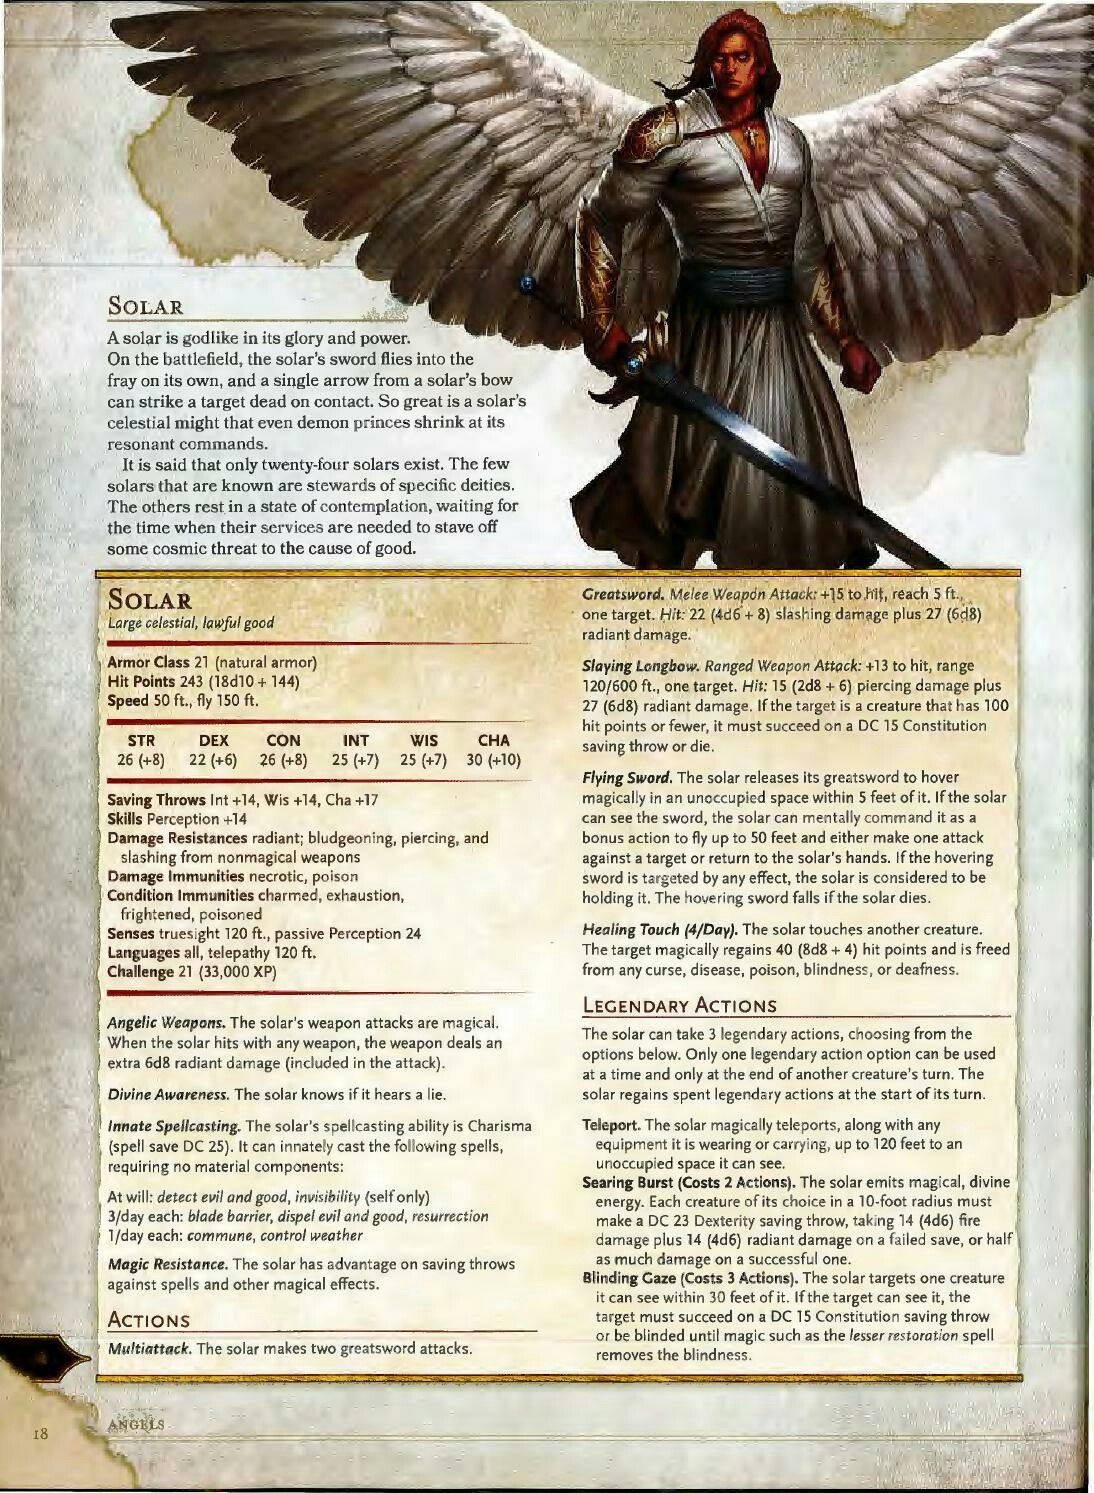 SOLAR
A solar is godlike in its glory and power.
On the battlefield, the solar's sword flies into the
fray on its own, and a single arrow from a solar's bow
can strike a target dead on contact. So great is a solar's
celestial might that even demon princes shrink at its
resonant commands.
It is said that only twenty-four solars exist. The few
solars that are known are stewards of specific deities.
The others rest in a state of contemplation, waiting for
the time when their services are needed to stave off
some cosmic threat to the cause of good.
SOLAR
Large celestial, lawful good
Armor Class 21 (natural armor)
Hit Points 243 (18d10 + 144)
Speed 50 ft., fly 150 ft.
STR DEX CON INT WIS CHA
26 (+8) 22 (+6) 26 (+8) 25 (+7) 25 (+7) 30 (+10)
Saving Throws Int +14, Wis +14, Cha +17
Skills Perception +14
Damage Resistances radiant; bludgeoning, piercing, and
slashing from nonmagical weapons
Damage Immunities necrotic, poison
Condition Immunities charmed, exhaustion,
frightened, poisoned
Senses truesight 120 ft., passive Perception 24
Languages all, telepathy 120 ft.
Challenge 21 (33,000 XP)
Angelic Weapons. The solar's weapon attacks are magical.
When the solar hits with any weapon, the weapon deals an
extra 6d8 radiant damage (included in the attack).
Divine Awareness. The solar knows if it hears a lie.
Innate Spellcasting. The solar's spellcasting ability is Charisma
(spell save DC 25). It can innately cast the following spells,
requiring no material components:
At will: detect evil and good, invisibility (self only)
3/day each: blade barrier, dispel evil and good, resurrection
1/day each: commune, control weather
Magic Resistance. The solar has advantage on saving throws
against spells and other magical effects.
ACTIONS
Multiattack. The solar makes two greatsword attacks.
Greatsword. Melee Weapon Attack: +15 to hit, reach 5 ft.,
one target. Hit: 22 (4d6 + 8) slashing damage plus 27 (6d8)
radiant damage.
Slaying Longbow. Ranged Weapon Attack: +13 to hit, range
120/600 ft., one target. Hit: 15 (2d8 + 6) piercing damage plus
27 (6d8) radiant damage. If the target is a creature that has 100
hit points or fewer, it must succeed on a DC 15 Constitution
saving throw or die.
Flying Sword. The solar releases its greatsword to hover
magically in an unoccupied space within 5 feet of it. If the solar
can see the sword, the solar can mentally command it as a
bonus action to fly up to 50 feet and either make one attack
against a target or return to the solar's hands. If the hovering
sword is targeted by any effect, the solar is considered to be
holding it. The hovering sword falls if the solar dies.
Healing Touch (4/Day). The solar touches another creature.
The target magically regains 40 (8d8 + 4) hit points and is freed
from any curse, disease, poison, blindness, or deafness.
LEGENDARY ACTIONS
The solar can take 3 legendary actions, choosing from the
options below. Only one legendary action option can be used
at a time and only at the end of another creature's turn. The
solar regains spent legendary actions at the start of its turn.
Teleport. The solar magically teleports, along with any
equipment it is wearing or carrying, up to 120 feet to an
unoccupied space it can see.
Searing Burst (Costs 2 Actions). The solar emits magical, divine
energy. Each creature of its choice in a 10-foot radius must
make a DC 23 Dexterity saving throw, taking 14 (4d6) fire
damage plus 14 (4d6) radiant damage on a failed save, or half
as much damage on a successful one.
Blinding Gaze (Costs 3 Actions). The solar targets one creature
it can see within 30 feet of it. If the target can see it, the
target must succeed on a DC 15 Constitution saving throw
or be blinded until magic such as the lesser restoration spell
removes the blindness.
18
ANGELS